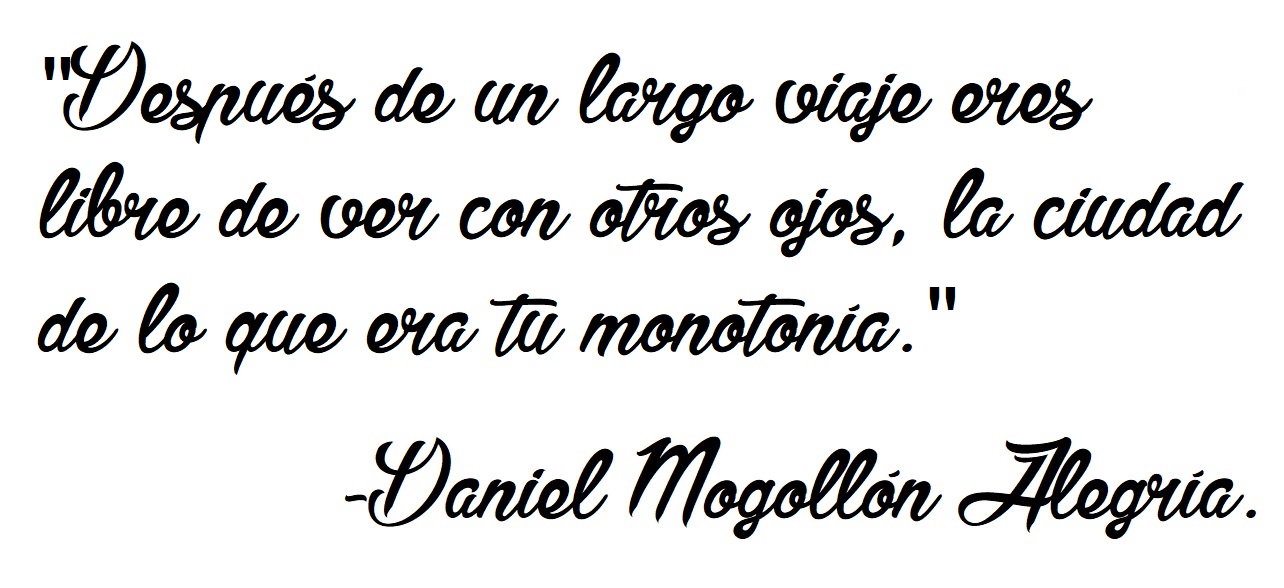 "Después de un largo viaje eres
libre de ver con otros ojos, la ciudad
de lo que era tu monotonía."
-Daniel Mogollón Alegría.